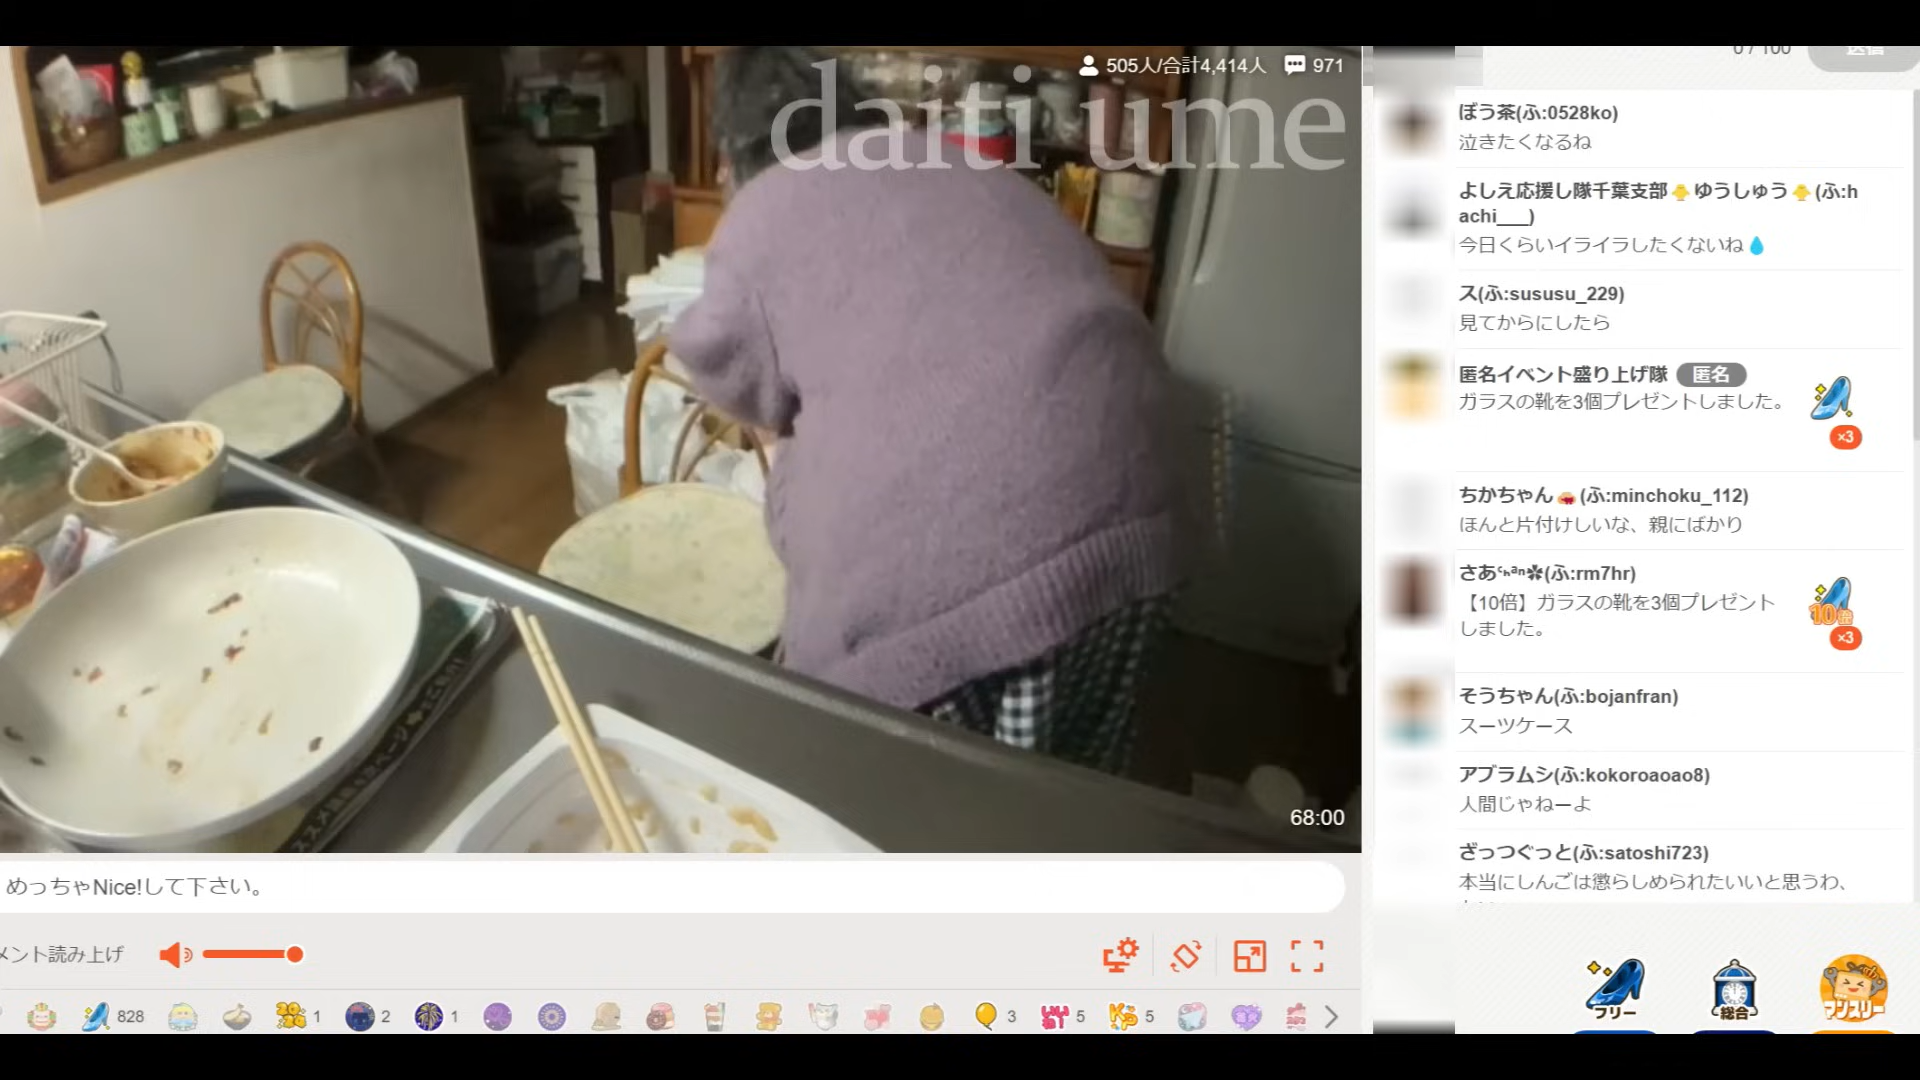 505人/合計4,414人 971
daiti ume
68:00
めっちゃNice!して下さい。
メント読み上げ
828
1
2
1
3
5
5
0 / 100
送信
ぼう茶(ふ:0528ko)
泣きたくなるね
よしえ応援し隊千葉支部🐥ゆうしゅう🐥(ふ:h
achi___)
今日くらいイライラしたくないね💧
ス(ふ:sususu_229)
見てからにしたら
匿名イベント盛り上げ隊 匿名
ガラスの靴を3個プレゼントしました。
×3
ちかちゃん(ふ:minchoku_112)
ほんと片付けしいな、親にばかり
さあᶜʰᵃⁿ✽(ふ:rm7hr)
【10倍】ガラスの靴を3個プレゼント
しました。
10倍
×3
そうちゃん(ふ:bojanfran)
スーツケース
アブラムシ(ふ:kokoroaoao8)
人間じゃねーよ
ざっつぐっと(ふ:satoshi723)
本当にしんごは懲らしめられたいいと思うわ、
フリー
総合
マンスリー